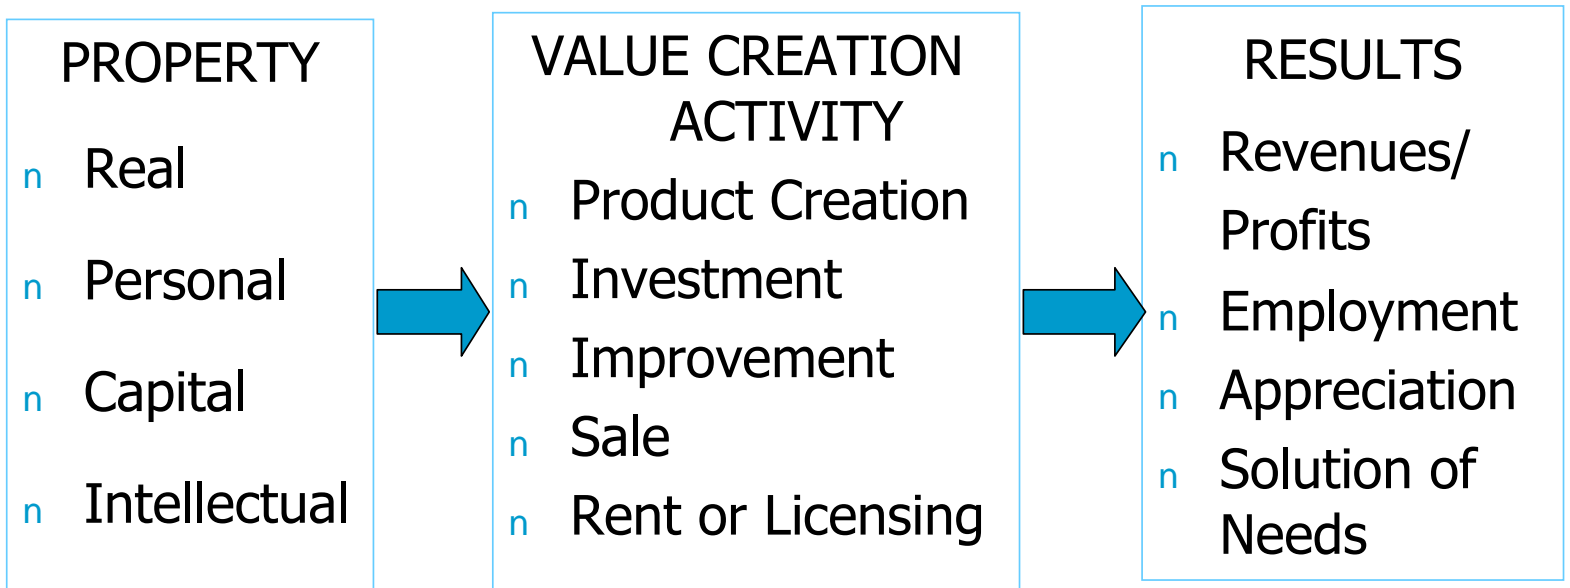 PROPERTY
n Real
n Personal
n Capital
n Intellectual
VALUE CREATION
ACTIVITY
n Product Creation
n Investment
n Improvement
n Sale
n Rent or Licensing
RESULTS
n Revenues/
Profits
n Employment
n Appreciation
n Solution of
Needs